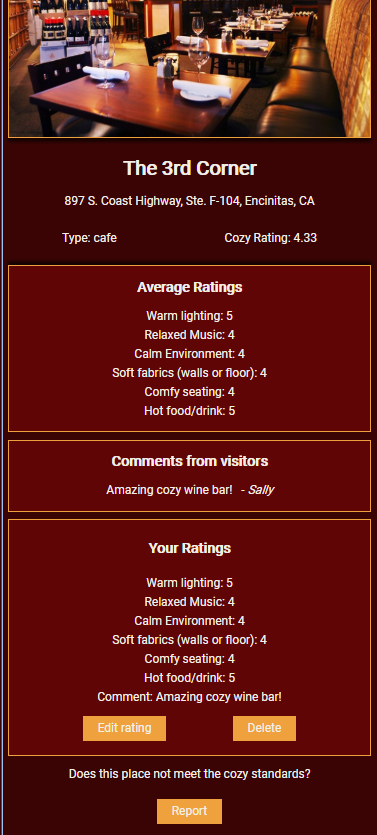 The 3rd Corner
897 S. Coast Highway, Ste. F-104, Encinitas, CA
Type: cafe Cozy Rating: 4.33
Average Ratings
Warm lighting: 5
Relaxed Music: 4
Calm Environment: 4
Soft fabrics (walls or floor): 4
Comfy seating: 4
Hot food/drink: 5
Comments from visitors
Amazing cozy wine bar! - Sally
Your Ratings
Warm lighting: 5
Relaxed Music: 4
Calm Environment: 4
Soft fabrics (walls or floor): 4
Comfy seating: 4
Hot food/drink: 5
Comment: Amazing cozy wine bar!
Edit rating Delete
Does this place not meet the cozy standards?
Report